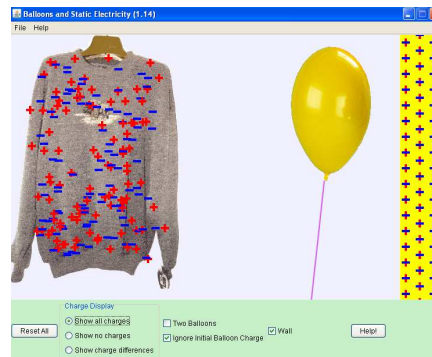 Balloons and Static Electricity (1.14)
File Help
Charge Display
Show all charges
Show no charges
Show charge differences
Two Balloons
Ignore Initial Balloon Charge
Wall
Reset All
Help!